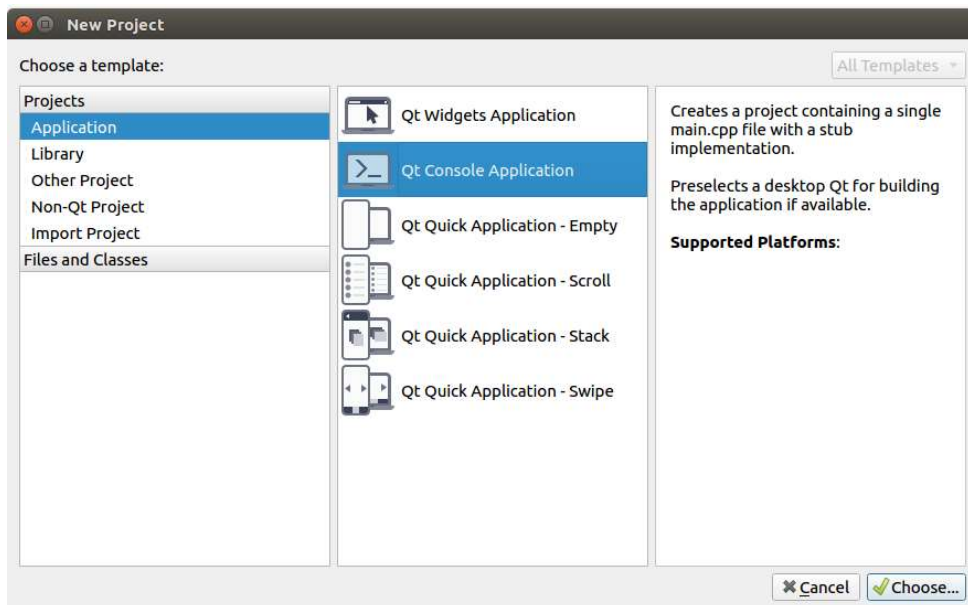 New Project
Choose a template:
All Templates
Projects
Application
Library
Other Project
Non-Qt Project
Import Project
Files and Classes
Qt Widgets Application
Qt Console Application
Qt Quick Application - Empty
Qt Quick Application - Scroll
Qt Quick Application - Stack
Qt Quick Application - Swipe
Creates a project containing a single
main.cpp file with a stub
implementation.
Preselects a desktop Qt for building
the application if available.
Supported Platforms:
Cancel
Choose...